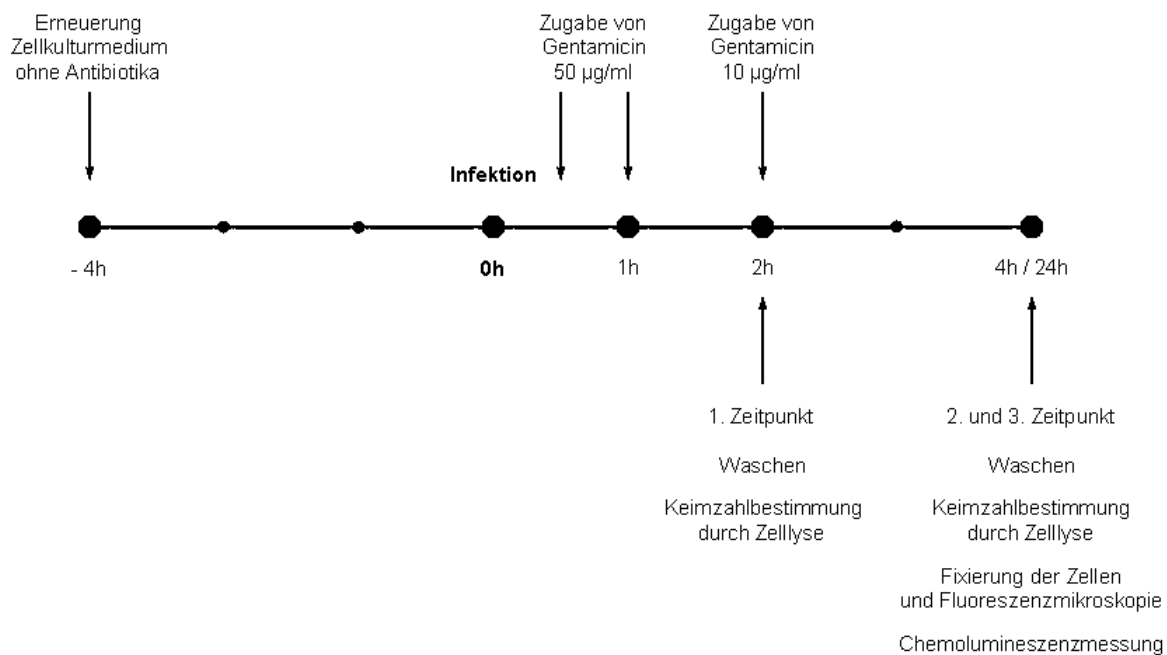 Erneuerung
Zellkulturmedium
ohne Antibiotika
Zugabe von
Gentamicin
50 µg/ml
Zugabe von
Gentamicin
10 µg/ml
Infektion
- 4h
0h
1h
2h
4h / 24h
1. Zeitpunkt
Waschen
Keimzahlbestimmung
durch Zelllyse
2. und 3. Zeitpunkt
Waschen
Keimzahlbestimmung
durch Zelllyse
Fixierung der Zellen
und Fluoreszenzmikroskopie
Chemolumineszenzmessung